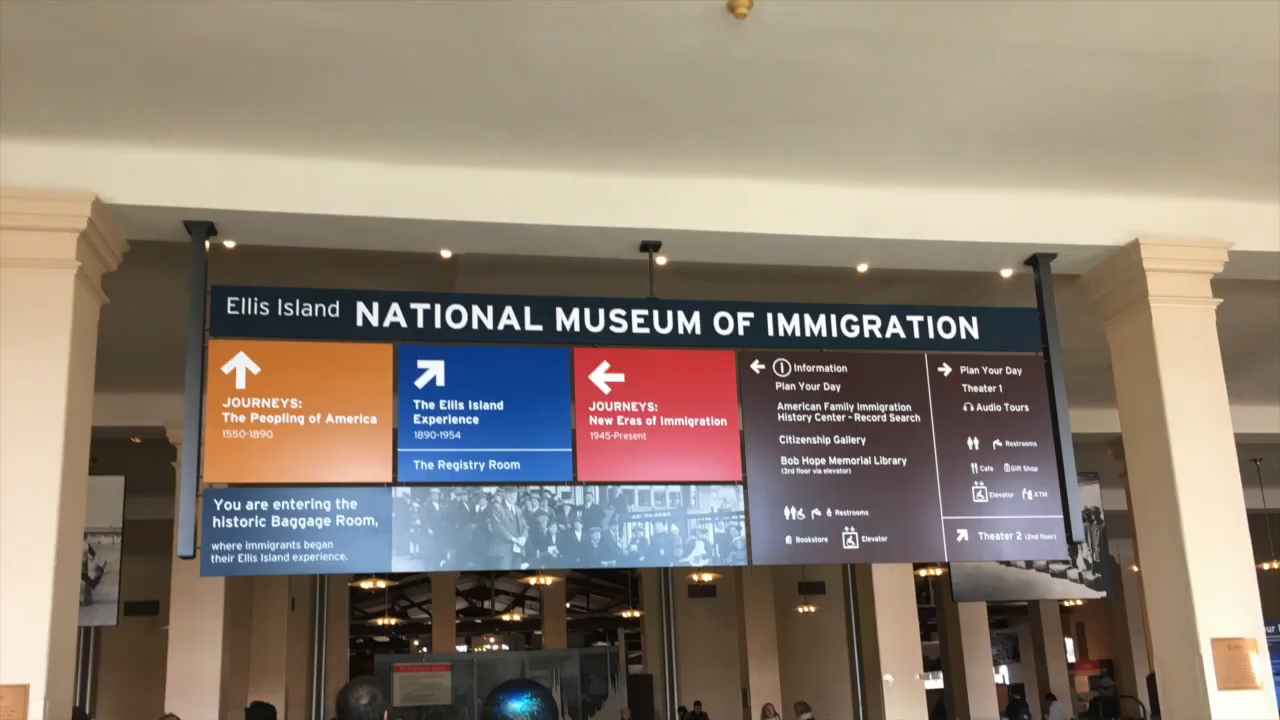 Ellis Island NATIONAL MUSEUM OF IMMIGRATION
JOURNEYS:
The Peopling of America
1550-1890
The Ellis Island
Experience
1890-1954
The Registry Room
JOURNEYS:
New Eras of Immigration
1945-Present
You are entering the
historic Baggage Room,
where immigrants began
their Ellis Island experience.
Information
Plan Your Day
American Family Immigration
History Center - Record Search
Citizenship Gallery
Bob Hope Memorial Library
(3rd floor via elevator)
Restrooms
Bookstore
Elevator
Plan Your Day
Theater 1
Audio Tours
Restrooms
Cafe
Gift Shop
Elevator
ATM
Theater 2 (2nd floor)